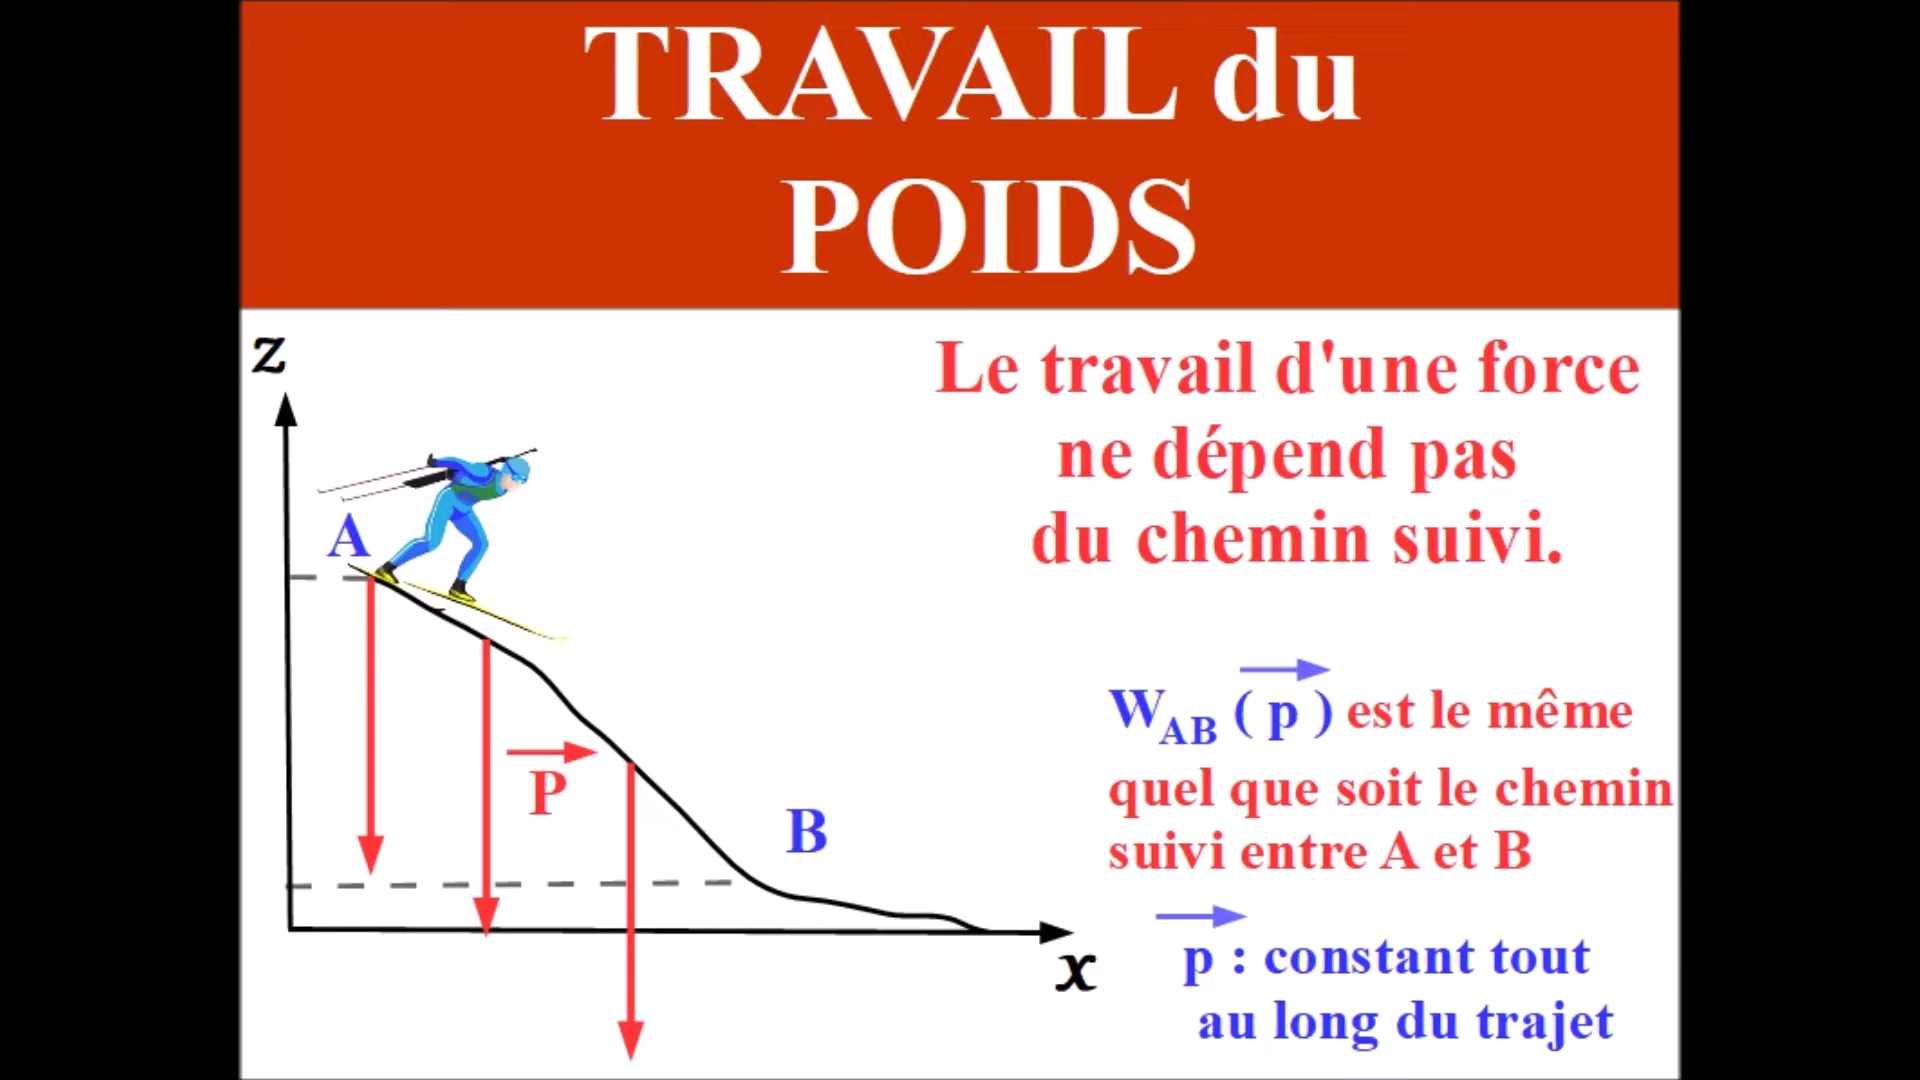 TRAVAIL du
POIDS
z
Le travail d'une force
ne dépend pas
du chemin suivi.
A
W_AB ( p ) est le même
P
quel que soit le chemin
B
suivi entre A et B
p : constant tout
x
au long du trajet